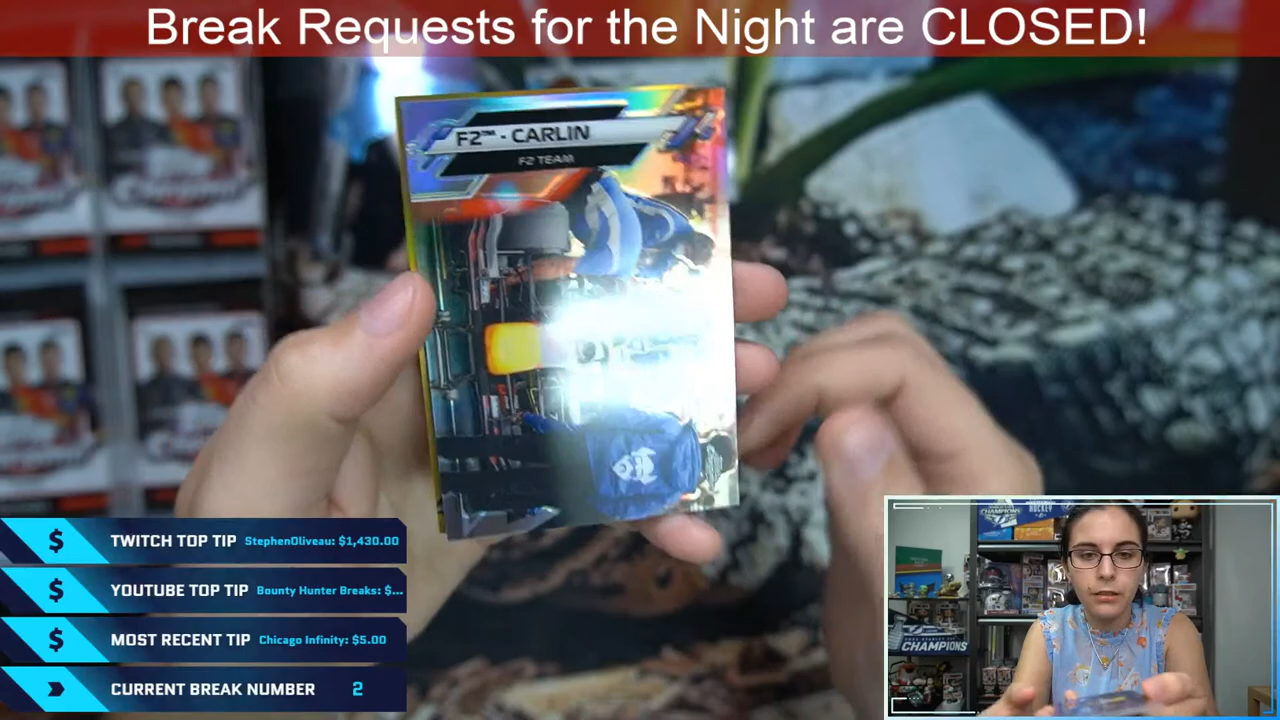 Break Requests for the Night are CLOSED!
F2™ - CARLIN
F2 TEAM
$ TWITCH TOP TIP StephenOliveau: $1,430.00
$ YOUTUBE TOP TIP Bounty Hunter Breaks: $...
$ MOST RECENT TIP Chicago Infinity: $5.00
CURRENT BREAK NUMBER 2
HOCKEY
CHAMPIONS